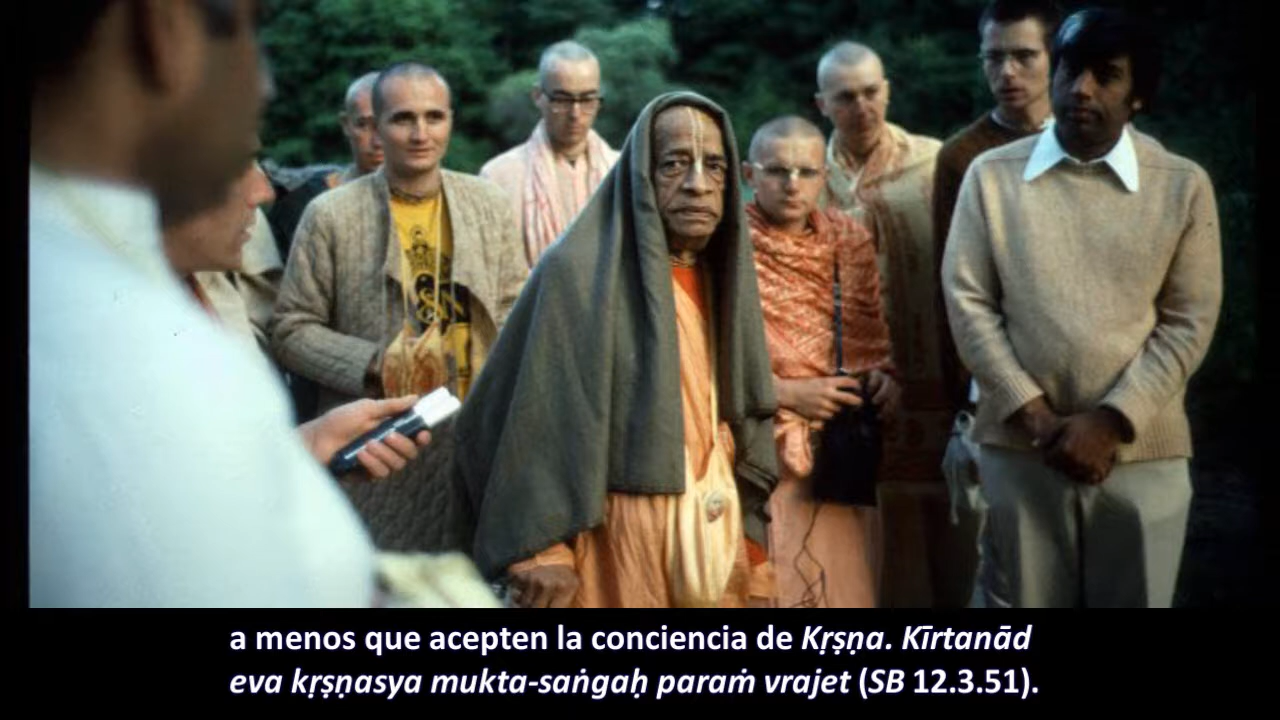 a menos que acepten la conciencia de Kṛṣṇa. Kīrtanād
eva kṛṣṇasya mukta-saṅgaḥ paraṁ vrajet (SB 12.3.51).